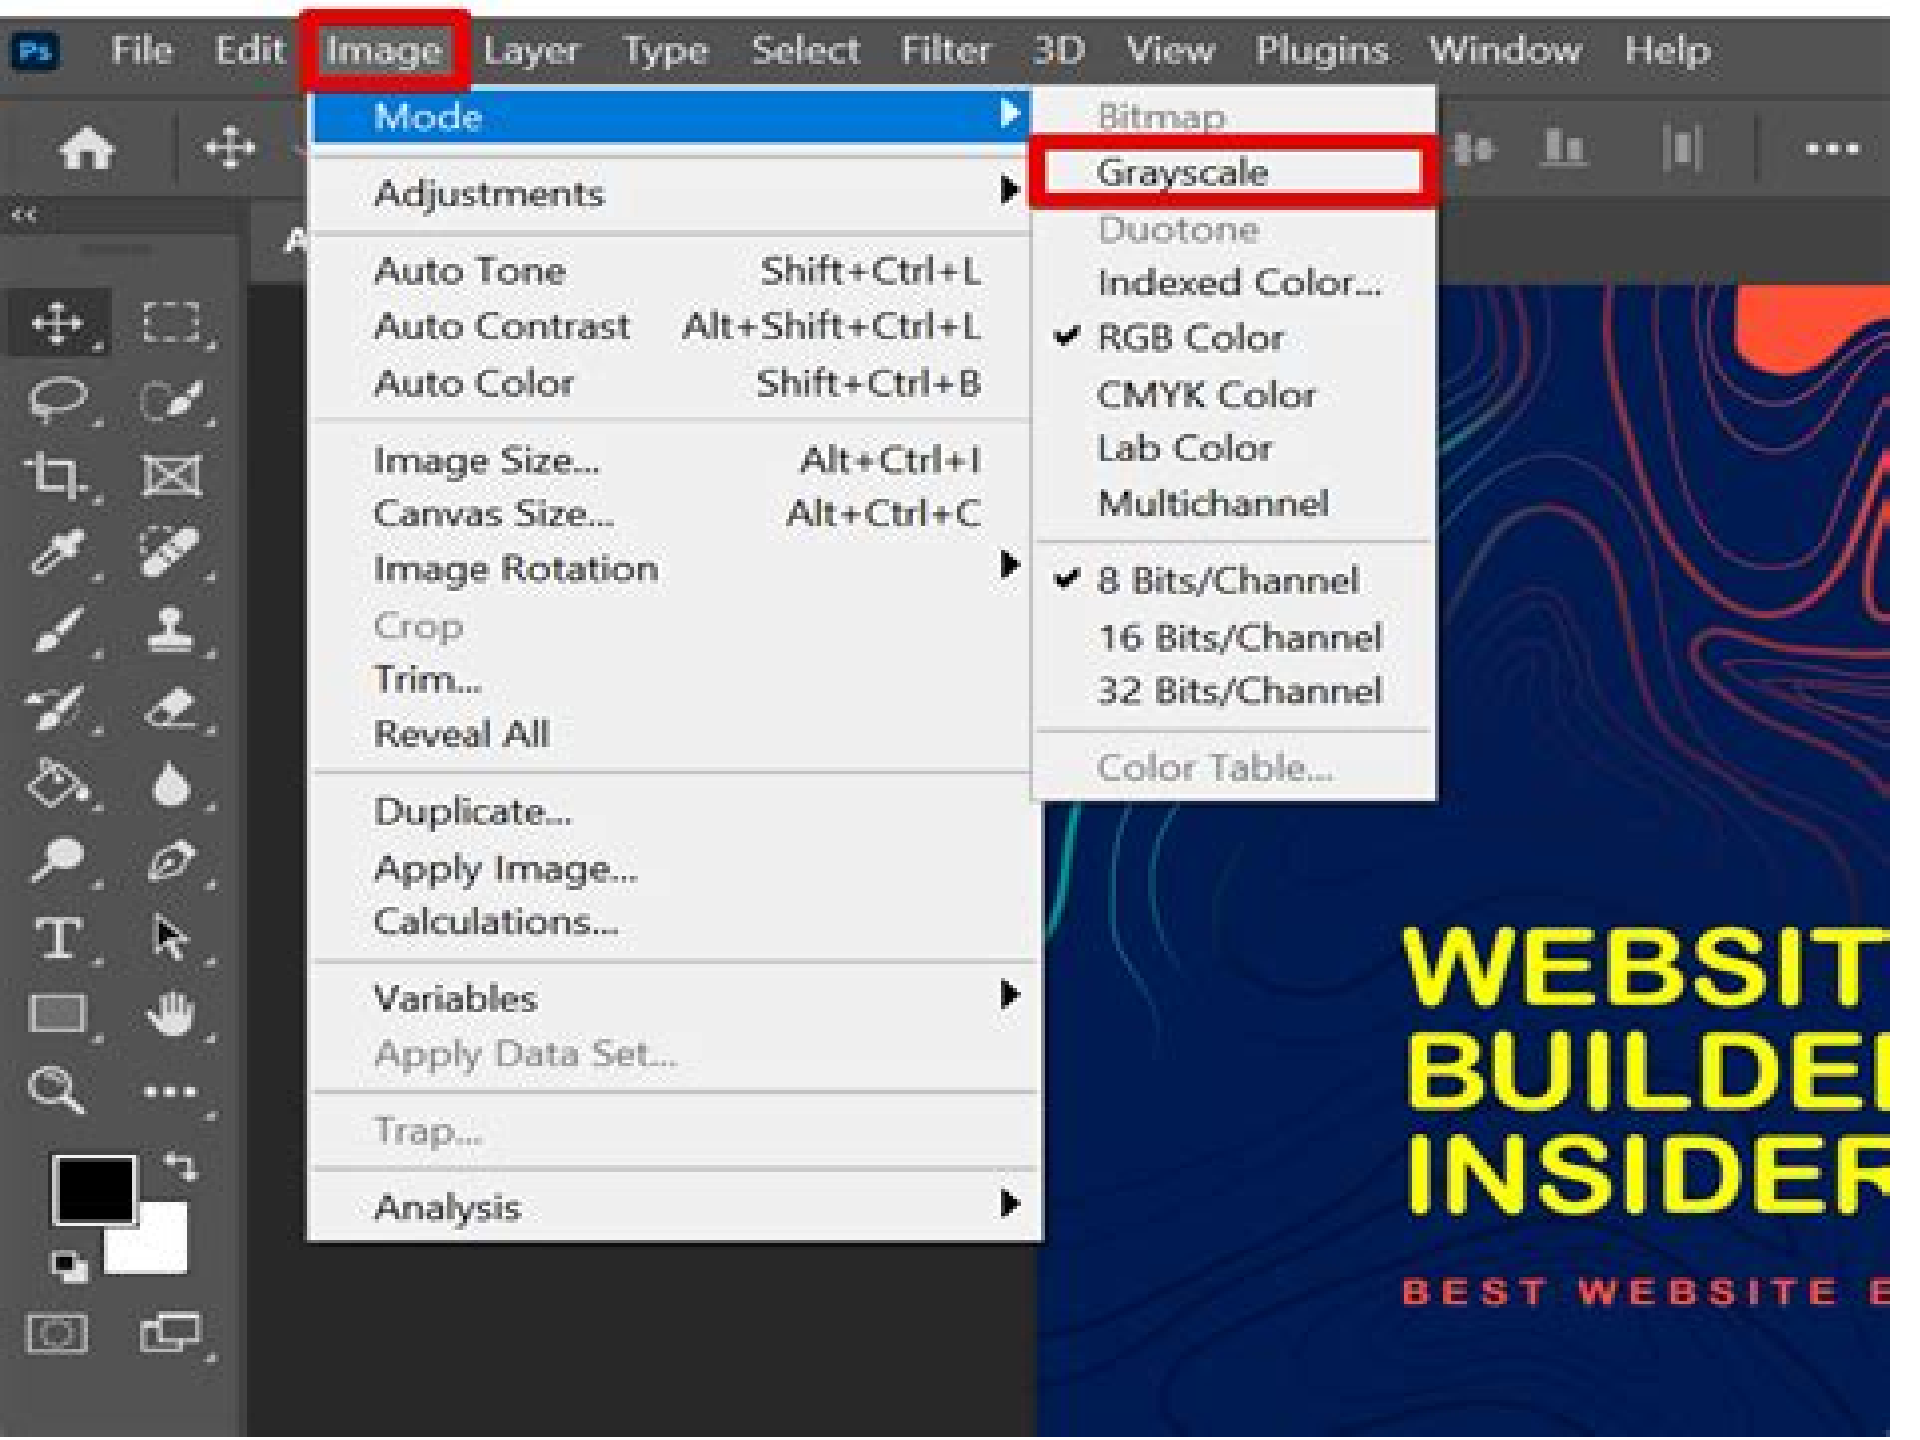 Ps File Edit Image Layer Type Select Filter 3D View Plugins Window Help
Mode
Adjustments
Auto Tone Shift+Ctrl+L
Auto Contrast Alt+Shift+Ctrl+L
Auto Color Shift+Ctrl+B
Image Size... Alt+Ctrl+I
Canvas Size... Alt+Ctrl+C
Image Rotation
Crop
Trim...
Reveal All
Duplicate...
Apply Image...
Calculations...
Variables
Apply Data Set...
Trap...
Analysis
Bitmap
Grayscale
Duotone
Indexed Color...
RGB Color
CMYK Color
Lab Color
Multichannel
8 Bits/Channel
16 Bits/Channel
32 Bits/Channel
Color Table...
WEBSIT
BUILDE
INSIDER
BEST WEBSITE